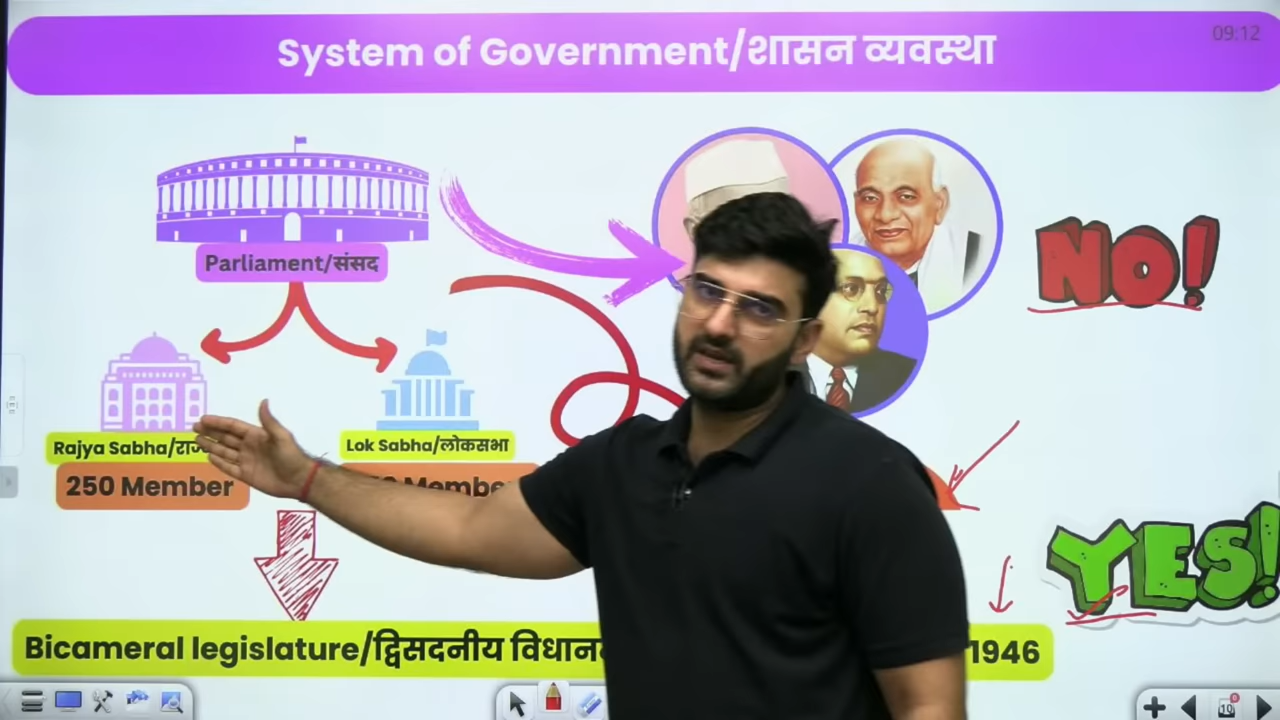 System of Government/शासन व्यवस्था
09:12
Parliament/संसद
NO!
Rajya Sabha/
Lok Sabha/लोकसभा
250 Member
YES!
Bicameral legislature/द्विसदनीय
1946
10